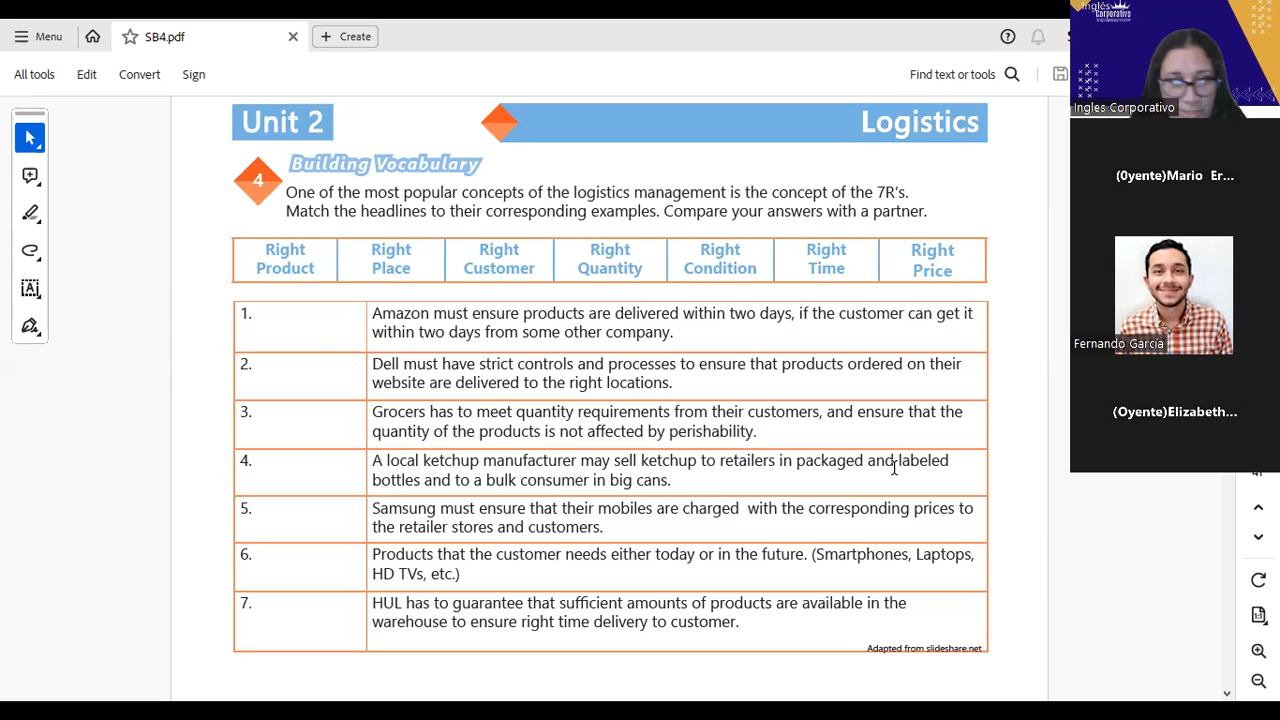 Menu
SB4.pdf
Create
All tools
Edit
Convert
Sign
Find text or tools
Unit 2
Logistics
4
Building Vocabulary
One of the most popular concepts of the logistics management is the concept of the 7R's.
Match the headlines to their corresponding examples. Compare your answers with a partner.
Right Product
Right Place
Right Customer
Right Quantity
Right Condition
Right Time
Right Price
1.
Amazon must ensure products are delivered within two days, if the customer can get it
within two days from some other company.
2.
Dell must have strict controls and processes to ensure that products ordered on their
website are delivered to the right locations.
3.
Grocers has to meet quantity requirements from their customers, and ensure that the
quantity of the products is not affected by perishability.
4.
A local ketchup manufacturer may sell ketchup to retailers in packaged and labeled
bottles and to a bulk consumer in big cans.
5.
Samsung must ensure that their mobiles are charged with the corresponding prices to
the retailer stores and customers.
6.
Products that the customer needs either today or in the future. (Smartphones, Laptops,
HD TVs, etc.)
7.
HUL has to guarantee that sufficient amounts of products are available in the
warehouse to ensure right time delivery to customer.
Adapted from slideshare.net
Inglés
Corporativo
Ingles Corporativo
(0yente)Mario Er...
Fernando García
(Oyente)Elizabeth...